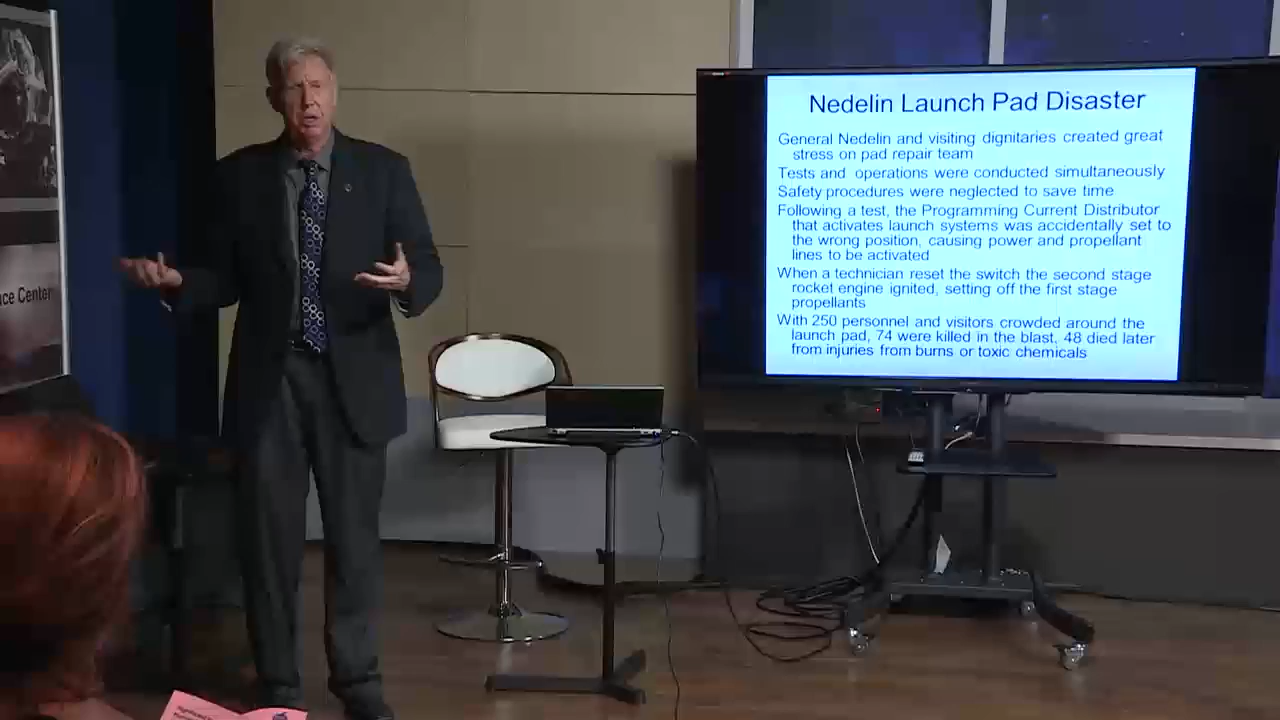 Nedelin Launch Pad Disaster
General Nedelin and visiting dignitaries created great
stress on pad repair team
Tests and operations were conducted simultaneously
Safety procedures were neglected to save time
Following a test, the Programming Current Distributor
that activates launch systems was accidentally set to
the wrong position, causing power and propellant
lines to be activated
When a technician reset the switch the second stage
rocket engine ignited, setting off the first stage
propellants
With 250 personnel and visitors crowded around the
launch pad, 74 were killed in the blast, 48 died later
from injuries from burns or toxic chemicals
Center